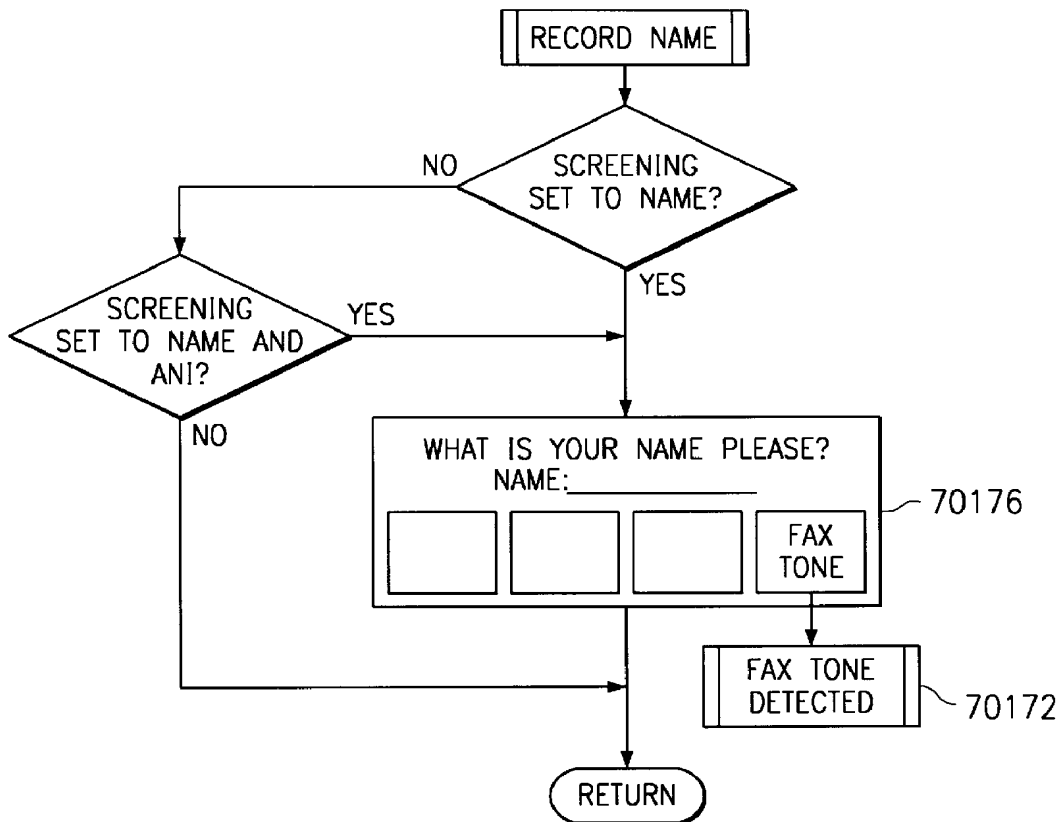 RECORD NAME
SCREENING
SET TO NAME?
NO
YES
SCREENING
SET TO NAME AND
ANI?
YES
NO
WHAT IS YOUR NAME PLEASE?
NAME:____________
FAX
TONE
70176
FAX TONE
DETECTED
70172
RETURN